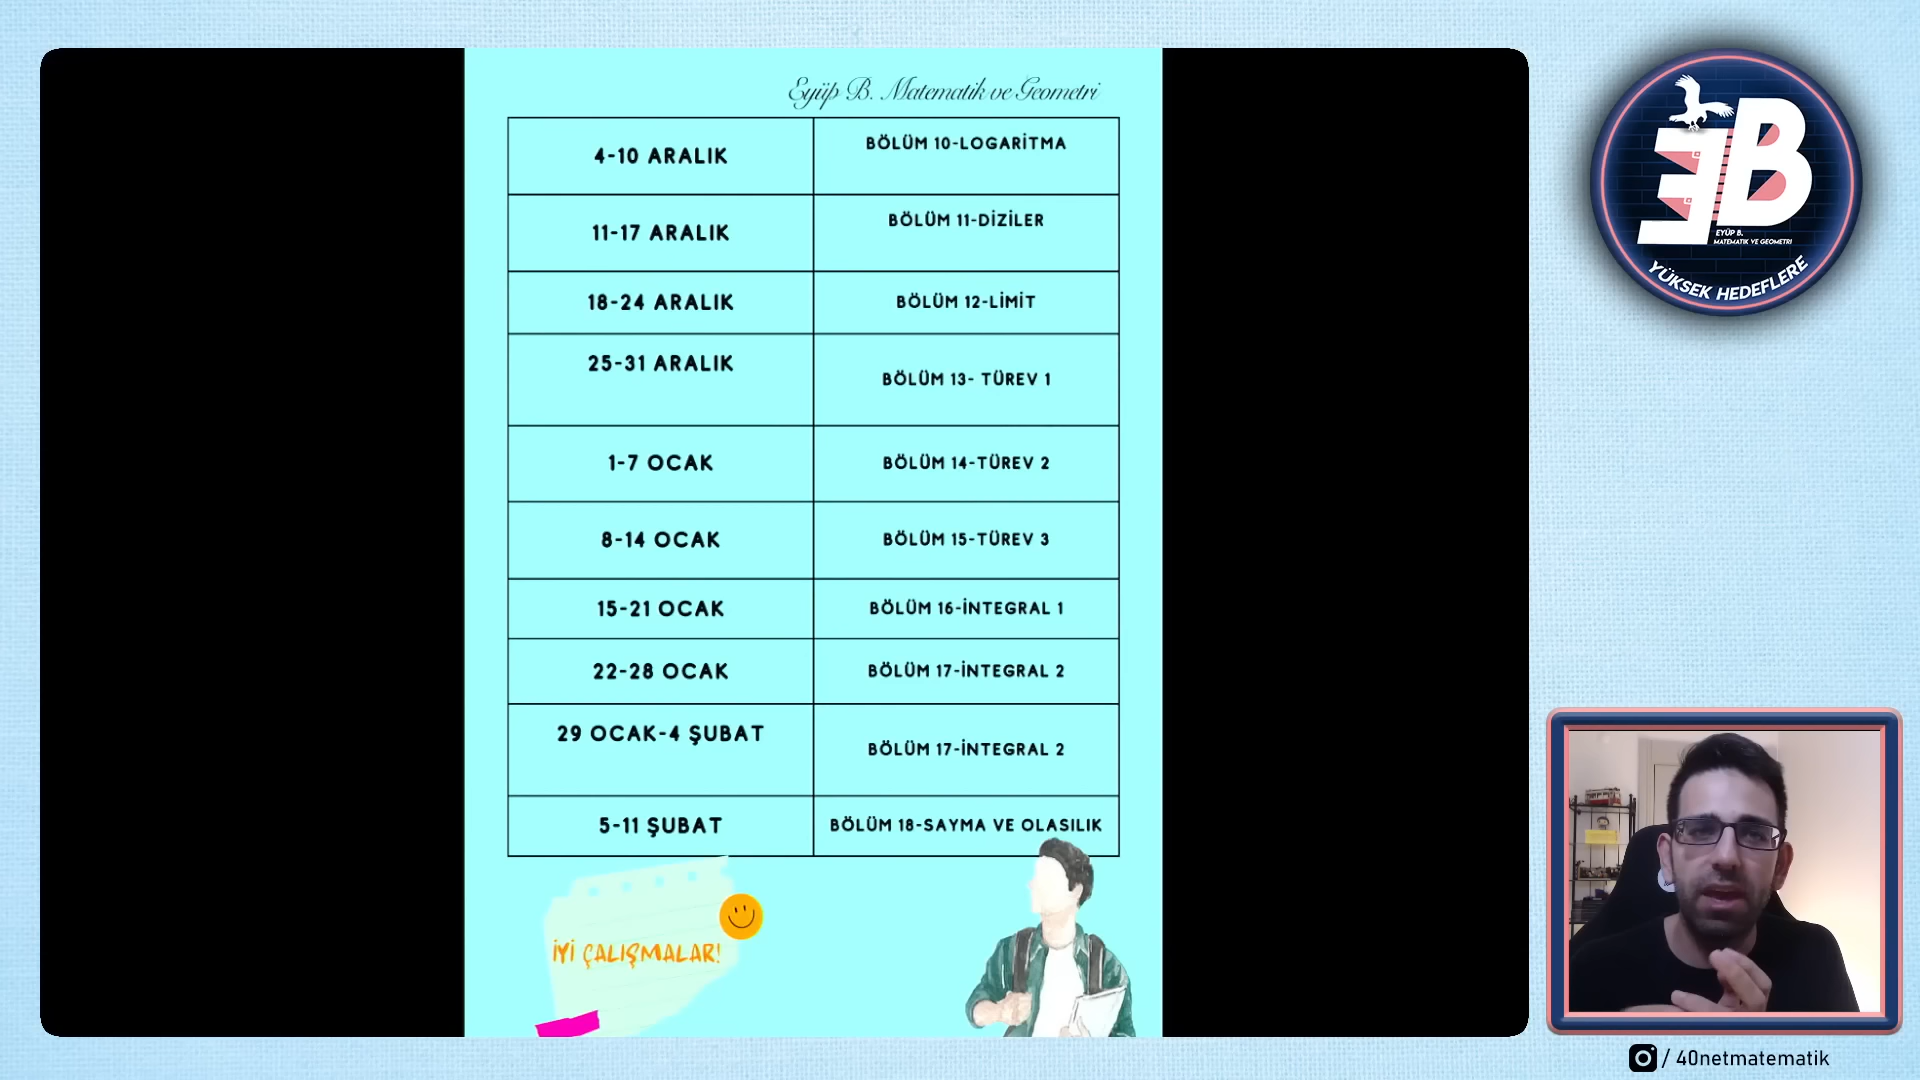 Eyüp B. Matematik ve Geometri
4-10 ARALIK
BÖLÜM 10-LOGARİTMA
11-17 ARALIK
BÖLÜM 11-DİZİLER
18-24 ARALIK
BÖLÜM 12-LİMİT
25-31 ARALIK
BÖLÜM 13- TÜREV 1
1-7 OCAK
BÖLÜM 14-TÜREV 2
8-14 OCAK
BÖLÜM 15-TÜREV 3
15-21 OCAK
BÖLÜM 16-İNTEGRAL 1
22-28 OCAK
BÖLÜM 17-İNTEGRAL 2
29 OCAK-4 ŞUBAT
BÖLÜM 17-İNTEGRAL 2
5-11 ŞUBAT
BÖLÜM 18-SAYMA VE OLASILIK
İYİ ÇALIŞMALAR!
EB
EYÜP B.
MATEMATİK VE GEOMETRİ
YÜKSEK HEDEFLERE
/ 40netmatematik